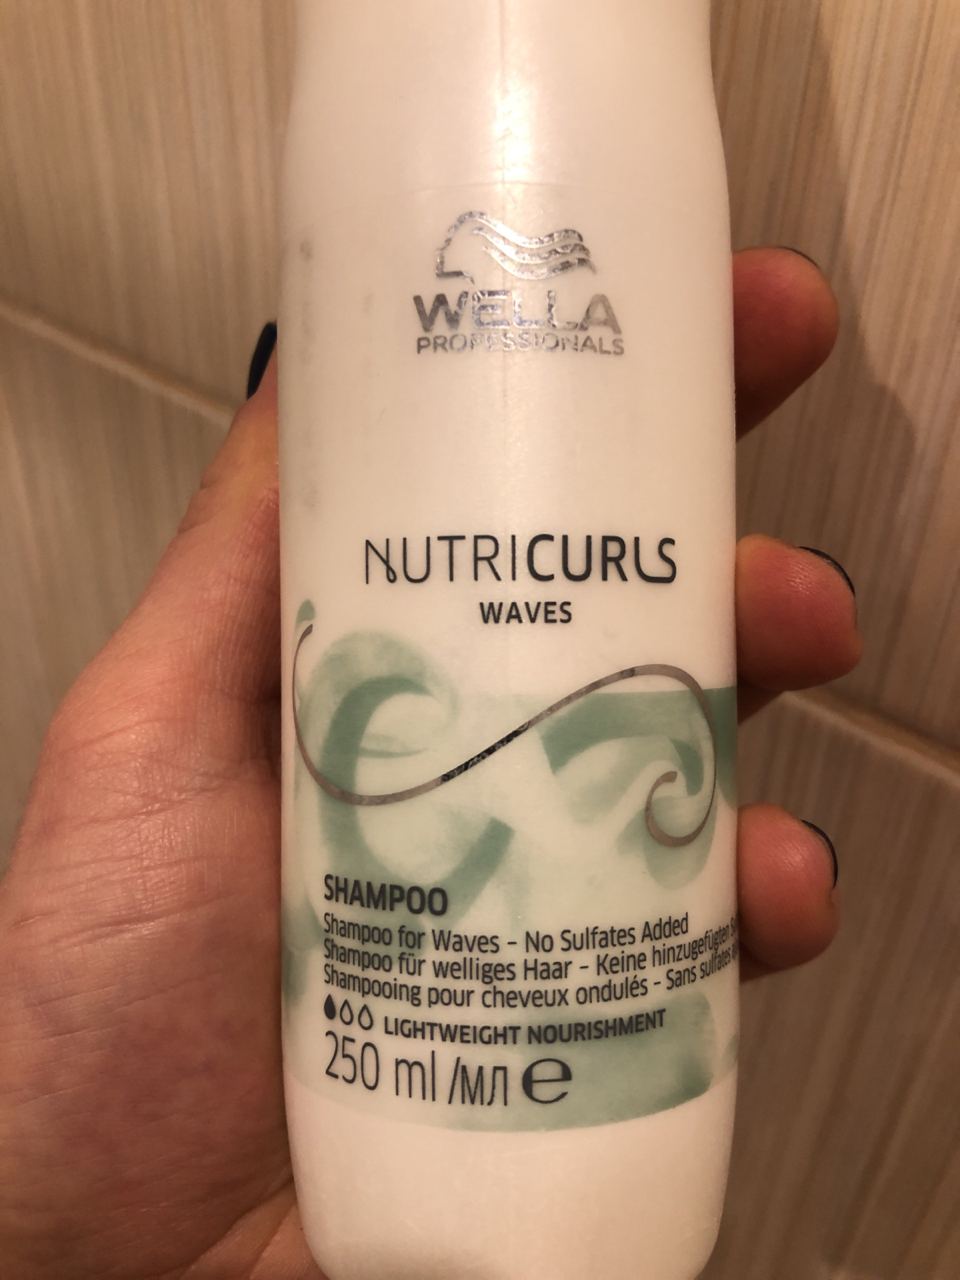 WELLA
PROFESSIONALS
NUTRICURLS
WAVES
SHAMPOO
Shampoo for Waves – No Sulfates Added
Shampoo für welliges Haar – Keine hinzugefügten
Shampooing pour cheveux ondulés – Sans sulfates
LIGHTWEIGHT NOURISHMENT
250 ml /мл e